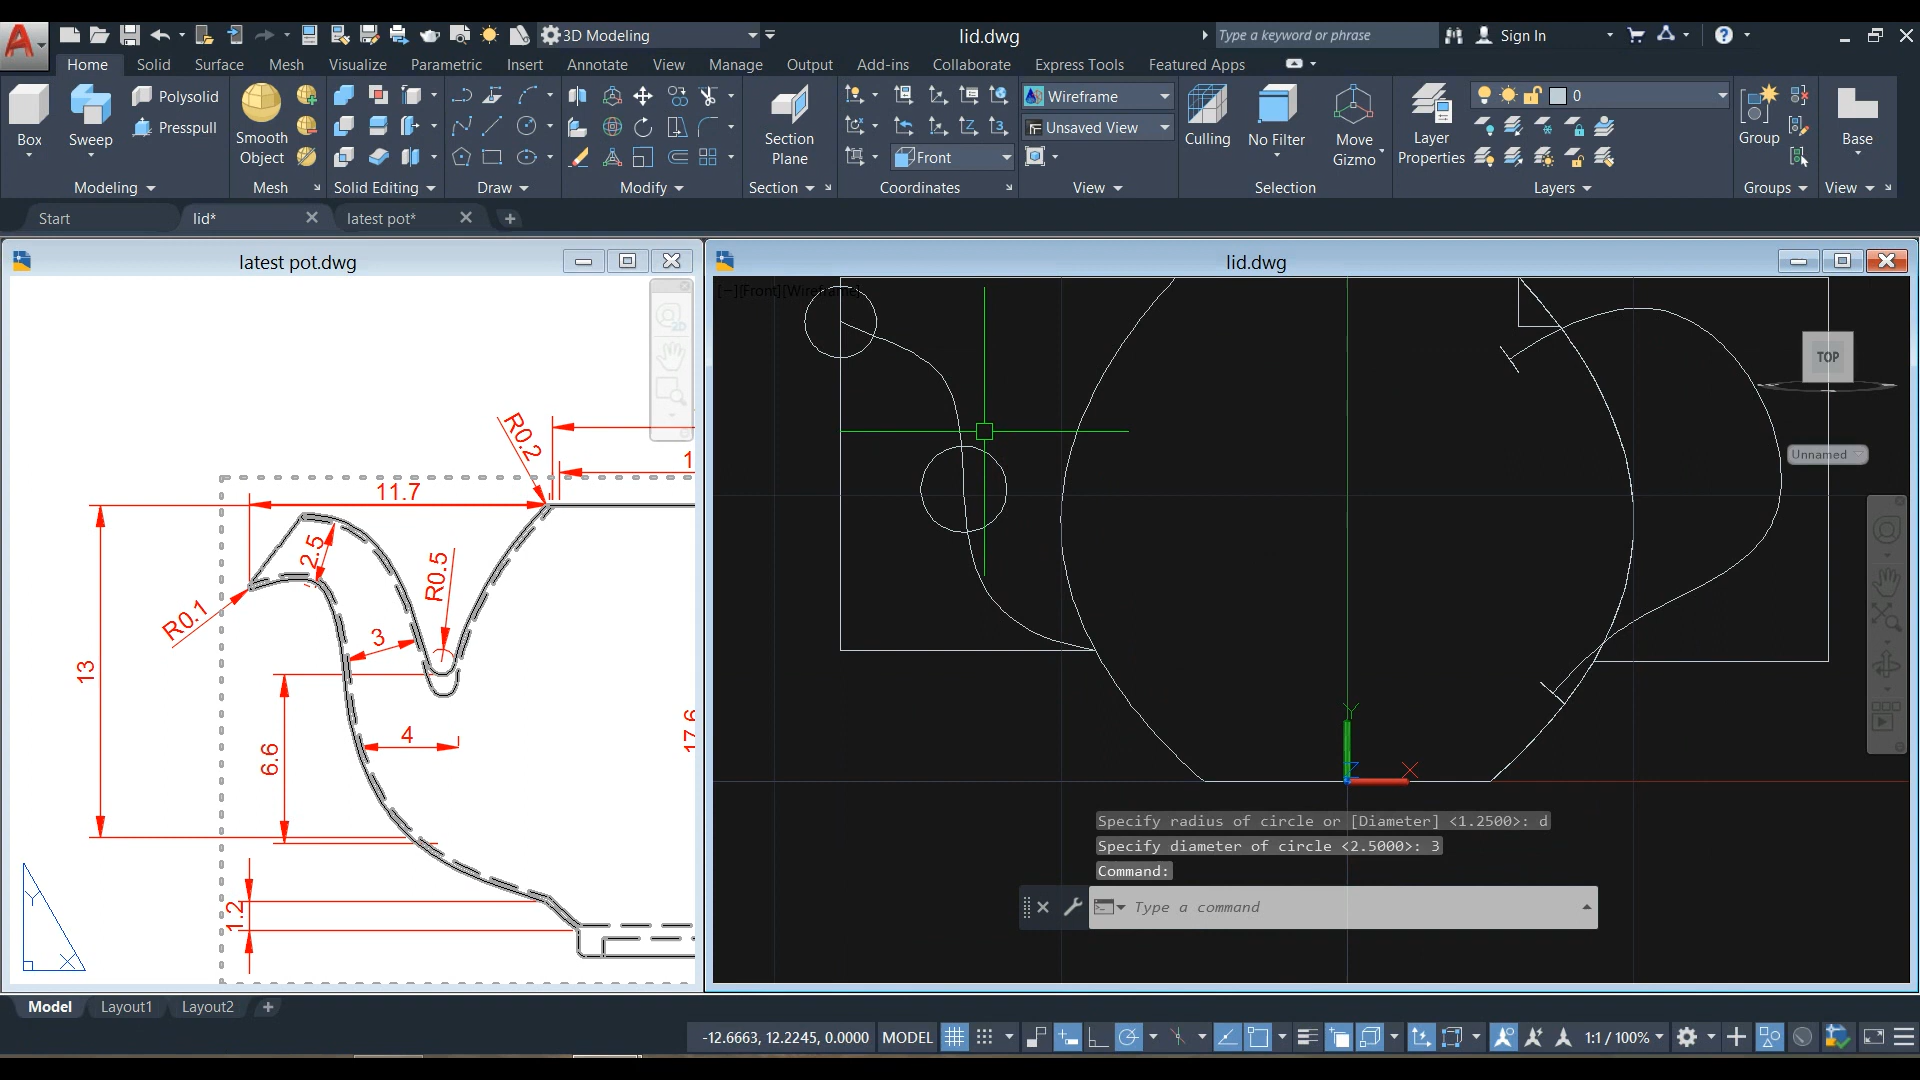 3D Modeling
lid.dwg
Type a keyword or phrase
Sign In
Home Solid Surface Mesh Visualize Parametric Insert Annotate View Manage Output Add-ins Collaborate Express Tools Featured Apps
Box
Sweep
Polysolid
Presspull
Smooth
Object
Section
Plane
Front
Wireframe
Unsaved View
Culling
No Filter
Move
Gizmo
Layer
Properties
0
Group
Base
Modeling Mesh Solid Editing Draw Modify Section Coordinates View Selection Layers Groups View
Start
lid*
latest pot*
latest pot.dwg
lid.dwg
[−][Front][Wireframe]
2D
TOP
Unnamed
R0.2
1
11.7
2.5
R0.5
R0.1
3
13
4
6.6
17.6
1.2
Y
X
Y
Z
X
Specify radius of circle or [Diameter] <1.2500>: d
Specify diameter of circle <2.5000>: 3
Command:
Type a command
Model Layout1 Layout2
-12.6663, 12.2245, 0.0000 MODEL
1:1 / 100%